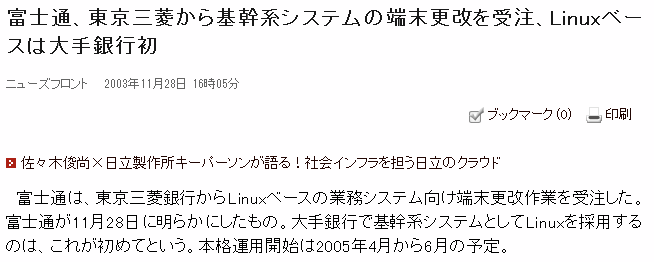 富士通、東京三菱から基幹系システムの端末更改を受注、Linuxベー
スは大手銀行初
ニューズフロント 2003年11月28日 16時05分
ブックマーク(0) 印刷
佐々木俊尚×日立製作所キーパーソンが語る！社会インフラを担う日立のクラウド
富士通は、東京三菱銀行からLinuxベースの業務システム向け端末更改作業を受注した。
富士通が11月28日に明らかにしたもの。大手銀行で基幹系システムとしてLinuxを採用する
のは、これが初めてという。本格運用開始は2005年4月から6月の予定。